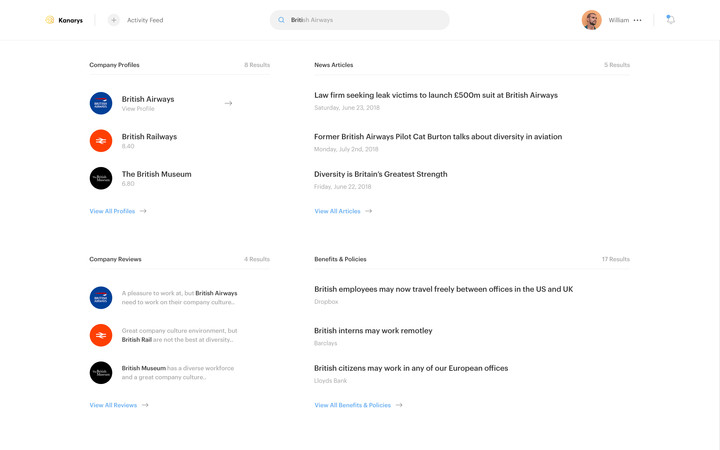 Kanarys
Activity Feed
British Airways
William
Company Profiles
8 Results
British Airways
View Profile
British Railways
8.40
The British Museum
6.80
View All Profiles
News Articles
5 Results
Law firm seeking leak victims to launch £500m suit at British Airways
Saturday, June 23, 2018
Former British Airways Pilot Cat Burton talks about diversity in aviation
Monday, July 2nd, 2018
Diversity is Britain's Greatest Strength
Friday, June 22, 2018
View All Articles
Company Reviews
4 Results
BRITISH AIRWAYS
A pleasure to work at, but British Airways
need to work on their company culture..
Great company culture environment, but
British Rail are not the best at diversity..
British Museum has a diverse workforce
and a great company culture..
View All Reviews
Benefits & Policies
17 Results
British employees may now travel freely between offices in the US and UK
Dropbox
British interns may work remotley
Barclays
British citizens may work in any of our European offices
Lloyds Bank
View All Benefits & Policies